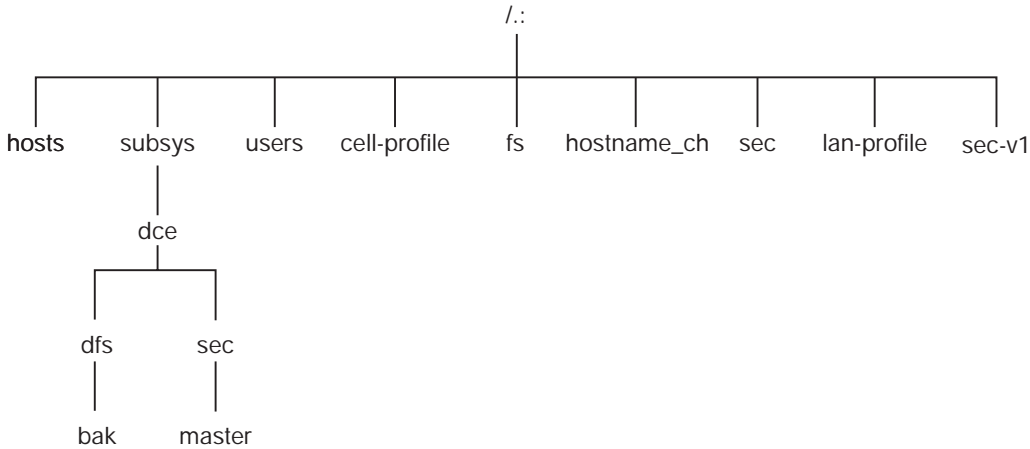 /.:
hosts subsys users cell-profile fs hostname_ch sec lan-profile sec-v1
dce
dfs sec
bak master